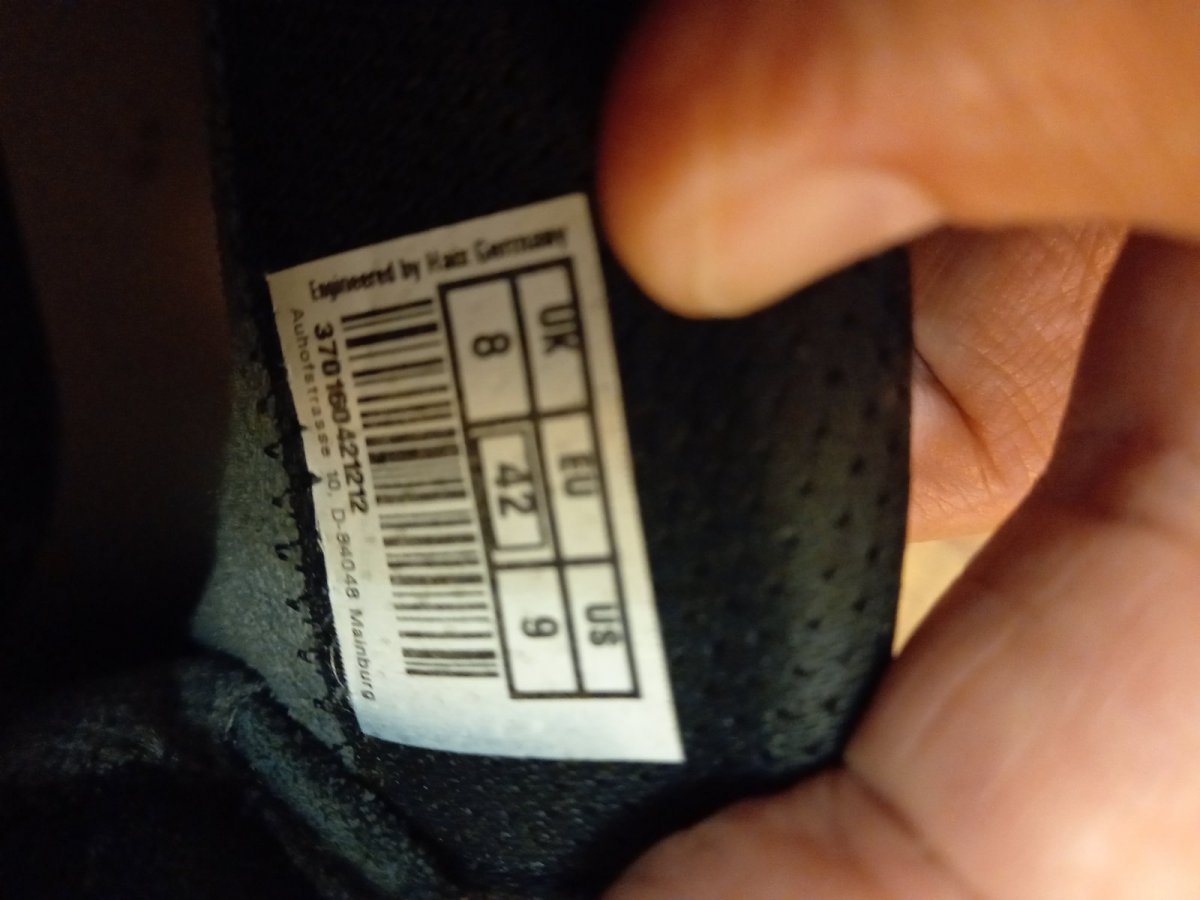 Engineered by Haix Germany
UK EU US
8 42 9
370160421212
Auhofstrasse 10, D-84048 Mainburg